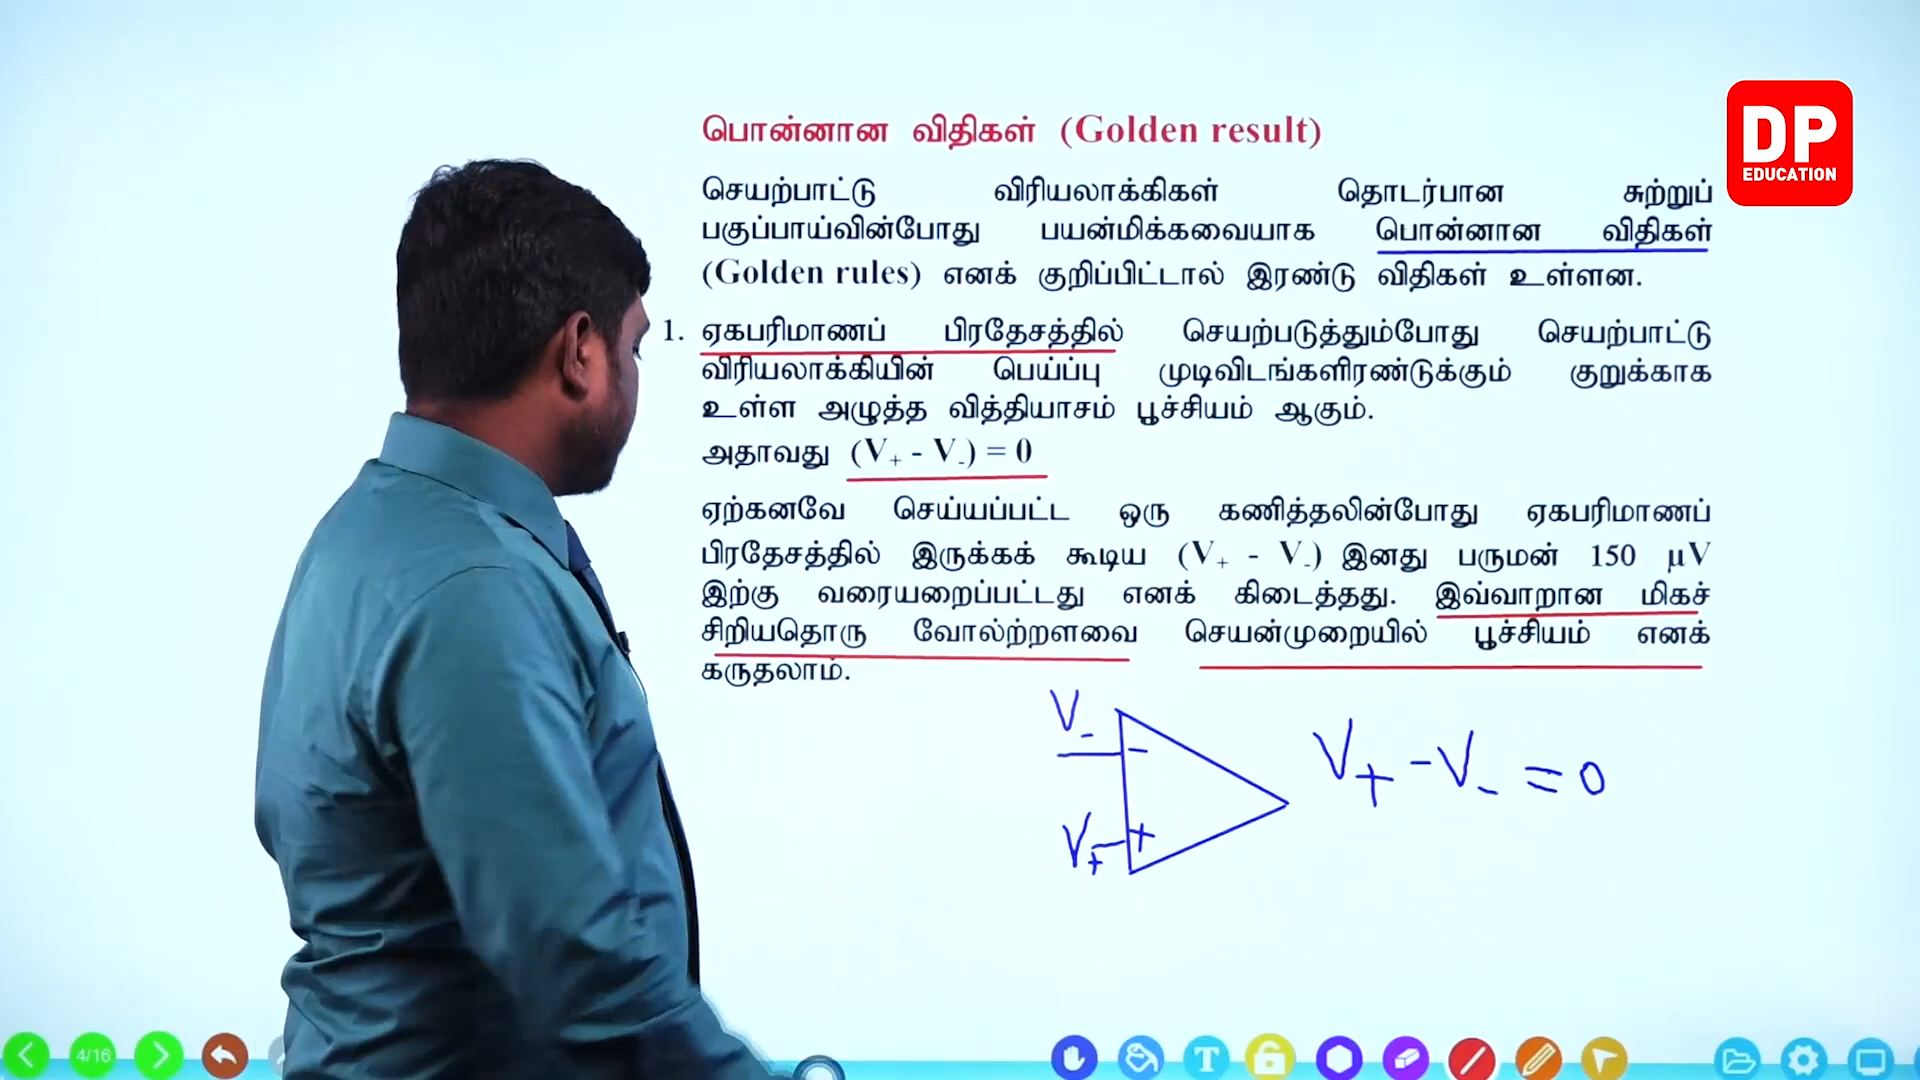 DP
EDUCATION
பொன்னான விதிகள் (Golden result)
செயற்பாட்டு விரியலாக்கிகள் தொடர்பான சுற்றுப்
பகுப்பாய்வின்போது பயன்மிக்கவையாக பொன்னான விதிகள்
(Golden rules) எனக் குறிப்பிட்டால் இரண்டு விதிகள் உள்ளன.
1. ஏகபரிமாணப் பிரதேசத்தில் செயற்படுத்தும்போது செயற்பாட்டு
விரியலாக்கியின் பெய்ப்பு முடிவிடங்களிரண்டுக்கும் குறுக்காக
உள்ள அழுத்த வித்தியாசம் பூச்சியம் ஆகும்.
அதாவது (V₊ - V₋) = 0
ஏற்கனவே செய்யப்பட்ட ஒரு கணித்தலின்போது ஏகபரிமாணப்
பிரதேசத்தில் இருக்கக் கூடிய (V₊ - V₋) இனது பருமன் 150 µV
இற்கு வரையறைப்பட்டது எனக் கிடைத்தது. இவ்வாறான மிகச்
சிறியதொரு வோல்ற்றளவை செயன்முறையில் பூச்சியம் எனக்
கருதலாம்.
V₋
-
V₊
+
V₊ - V₋ = 0
4/16
T